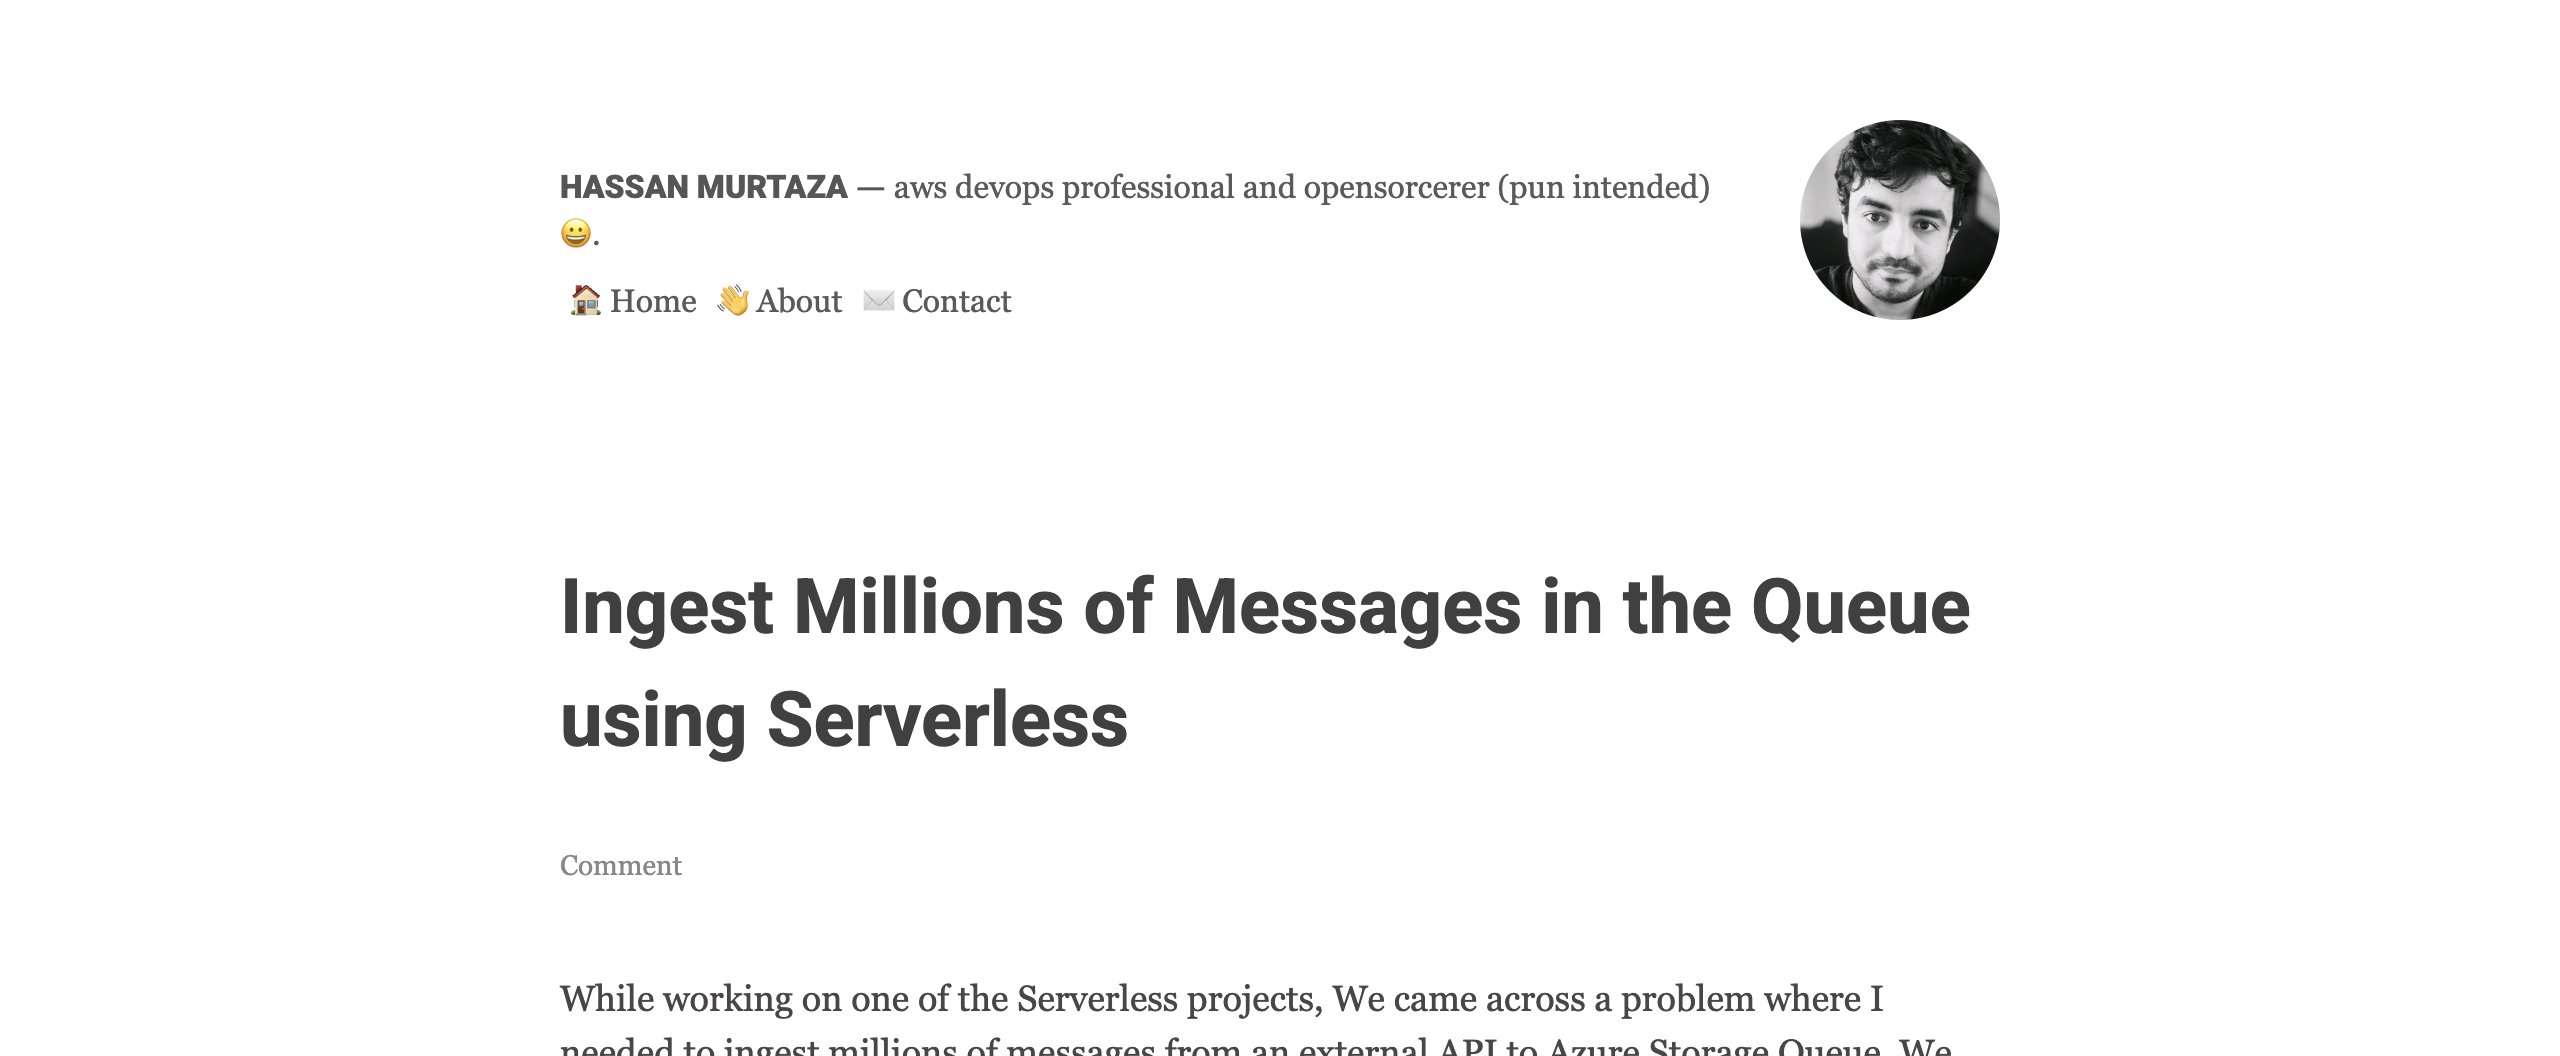 HASSAN MURTAZA — aws devops professional and opensorcerer (pun intended)
😀.
🏠 Home 👋 About ✉️ Contact
Ingest Millions of Messages in the Queue
using Serverless
Comment
While working on one of the Serverless projects, We came across a problem where I
needed to ingest millions of messages from an external API to Azure Storage Queue. We